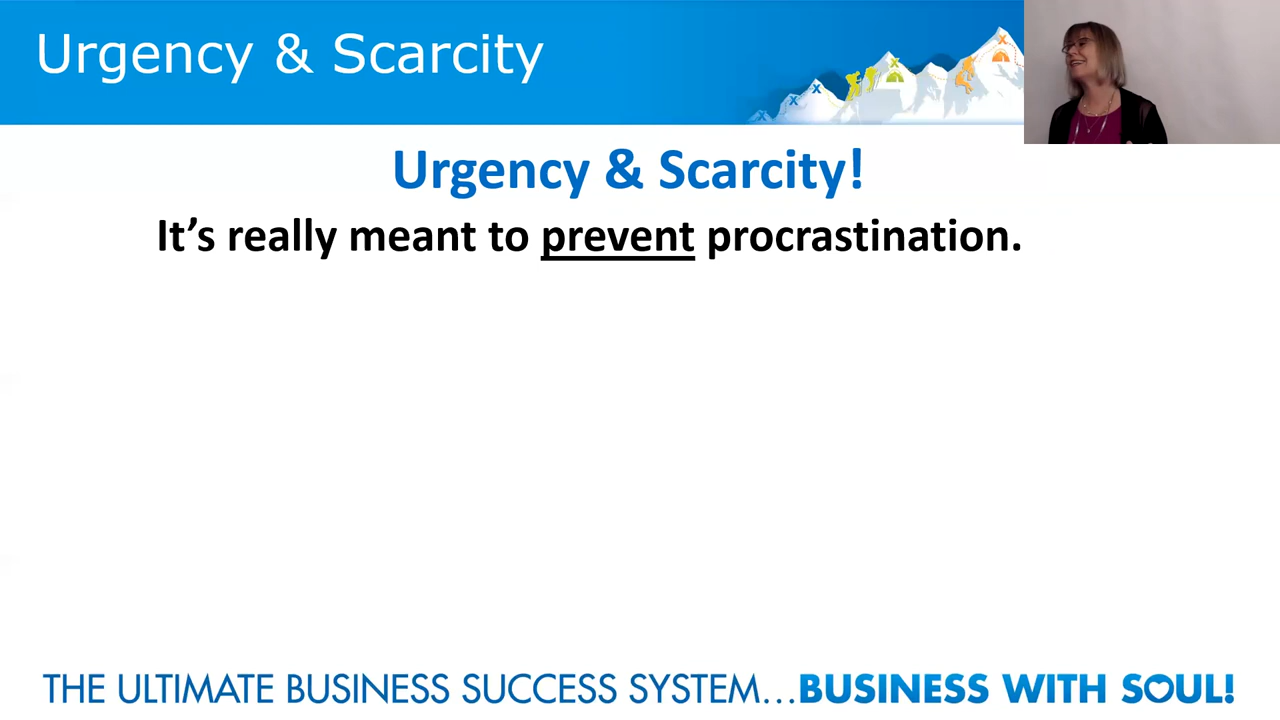 Urgency & Scarcity
Urgency & Scarcity!
It's really meant to prevent procrastination.
THE ULTIMATE BUSINESS SUCCESS SYSTEM...BUSINESS WITH SOUL!